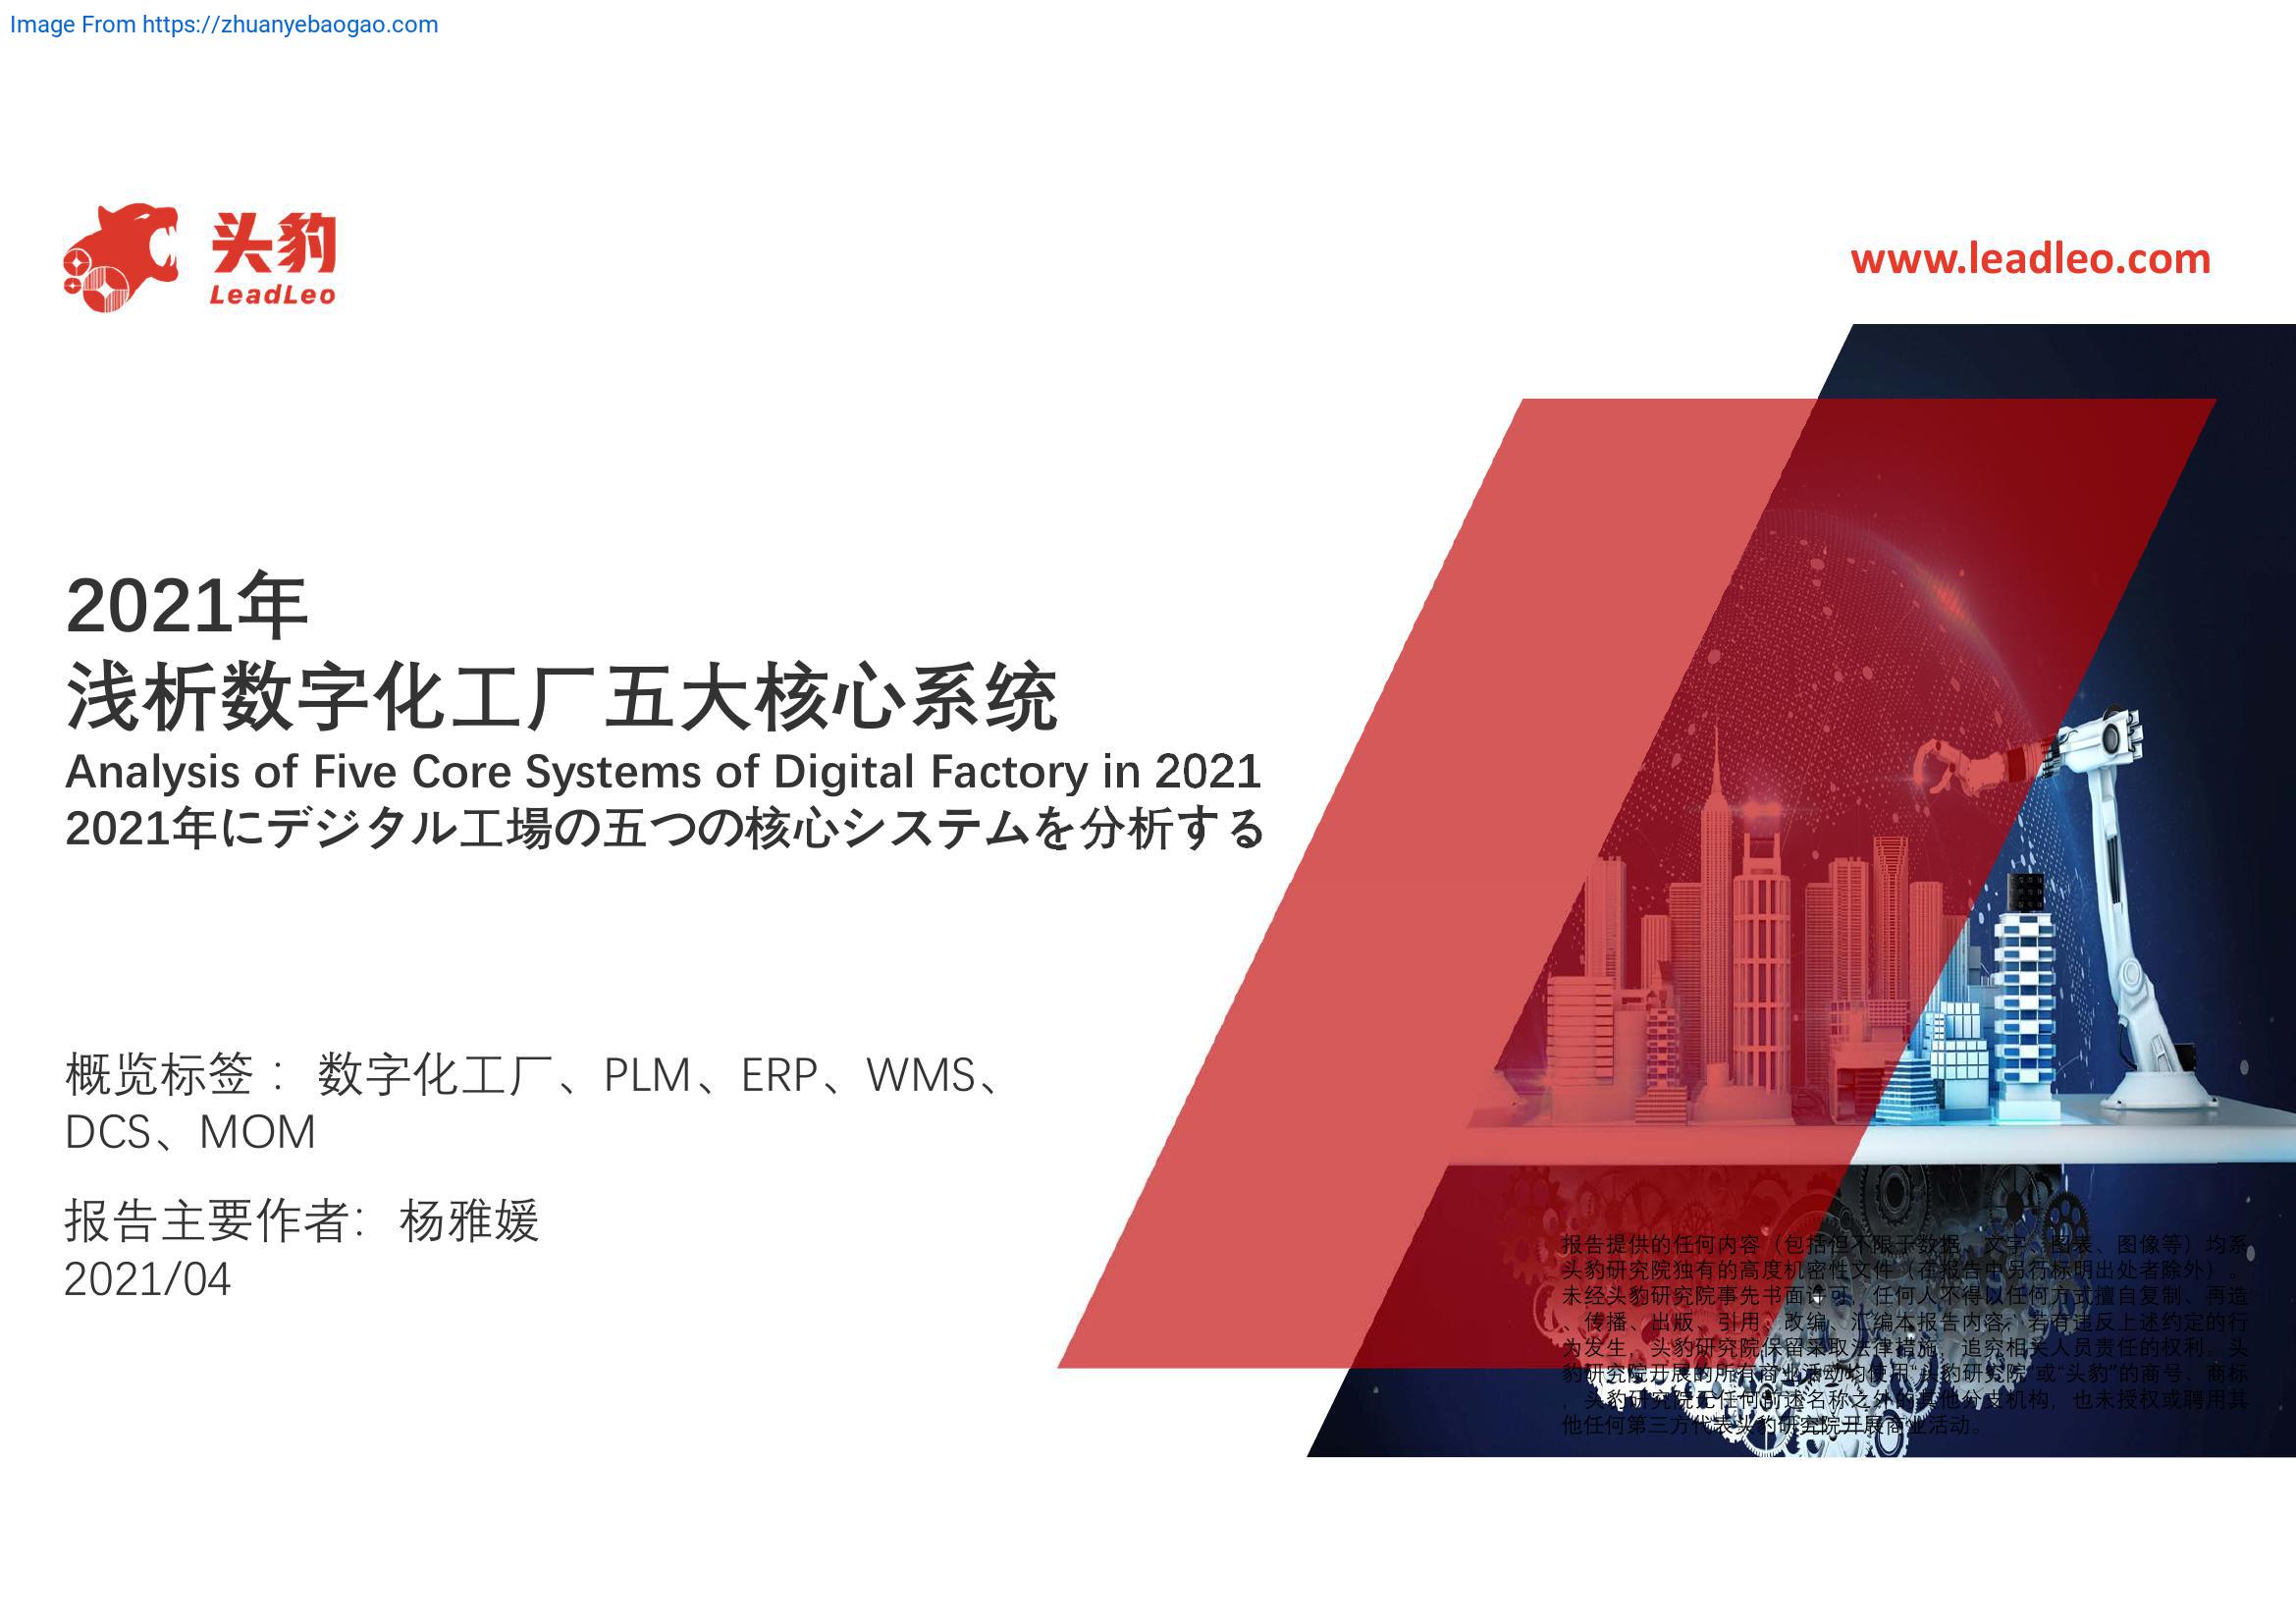 Image From https://zhuanyebaogao.com
头豹
LeadLeo
www.leadleo.com
2021年
浅析数字化工厂五大核心系统
Analysis of Five Core Systems of Digital Factory in 2021
2021年にデジタル工場の五つの核心システムを分析する
概览标签： 数字化工厂、PLM、ERP、WMS、
DCS、MOM
报告主要作者：杨雅媛
2021/04
报告提供的任何内容（包括但不限于数据、文字、图表、图像等）均系
头豹研究院独有的高度机密性文件（在报告中另行标明出处者除外）。
未经头豹研究院事先书面许可，任何人不得以任何方式擅自复制、再造
、传播、出版、引用、改编、汇编本报告内容，若有违反上述约定的行
为发生，头豹研究院保留采取法律措施，追究相关人员责任的权利。头
豹研究院开展的所有商业活动均使用“头豹研究院”或“头豹”的商号、商标
，头豹研究院无任何前述名称之外的其他分支机构，也未授权或聘用其
他任何第三方代表头豹研究院开展商业活动。